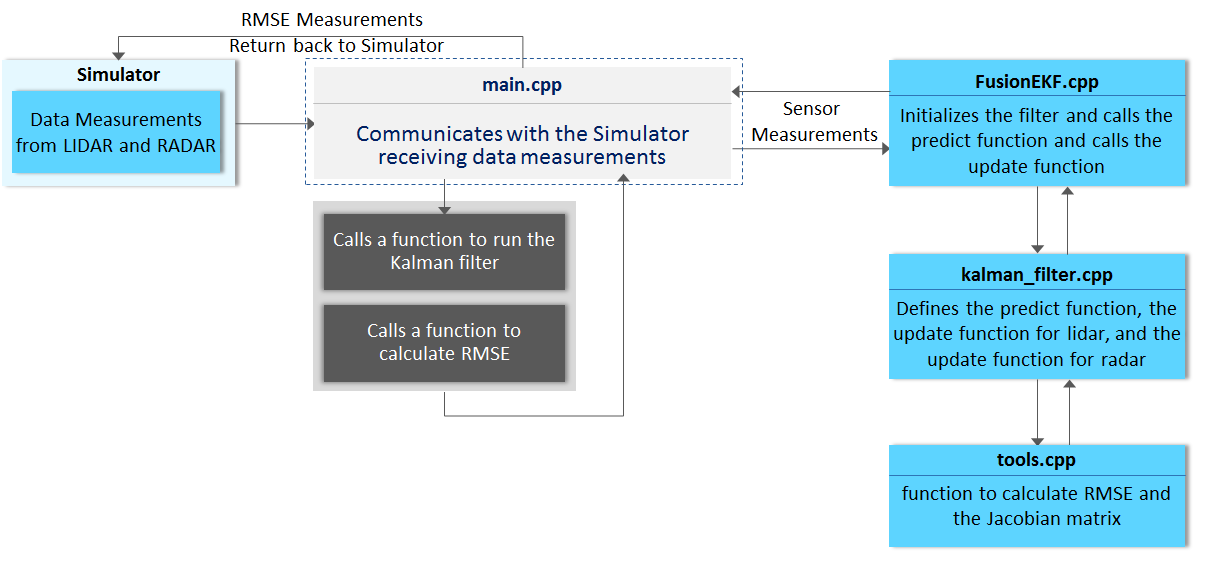 RMSE Measurements
Return back to Simulator
Simulator
Data Measurements
from LIDAR and RADAR
main.cpp
Communicates with the Simulator
receiving data measurements
Calls a function to run the
Kalman filter
Calls a function to
calculate RMSE
Sensor
Measurements
FusionEKF.cpp
Initializes the filter and calls the
predict function and calls the
update function
kalman_filter.cpp
Defines the predict function, the
update function for lidar, and the
update function for radar
tools.cpp
function to calculate RMSE and
the Jacobian matrix